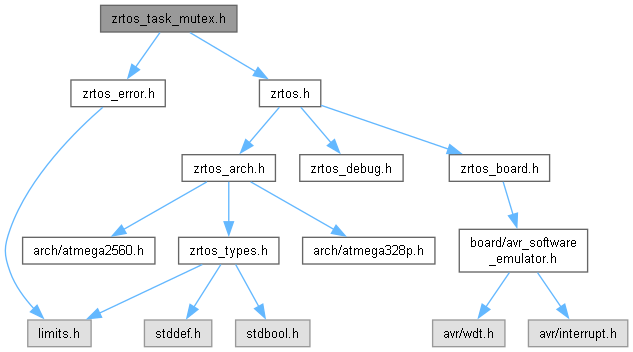 zrtos_task_mutex.h
zrtos_error.h
zrtos.h
zrtos_arch.h
zrtos_debug.h
zrtos_board.h
arch/atmega2560.h
zrtos_types.h
arch/atmega328p.h
board/avr_software
_emulator.h
limits.h
stddef.h
stdbool.h
avr/wdt.h
avr/interrupt.h